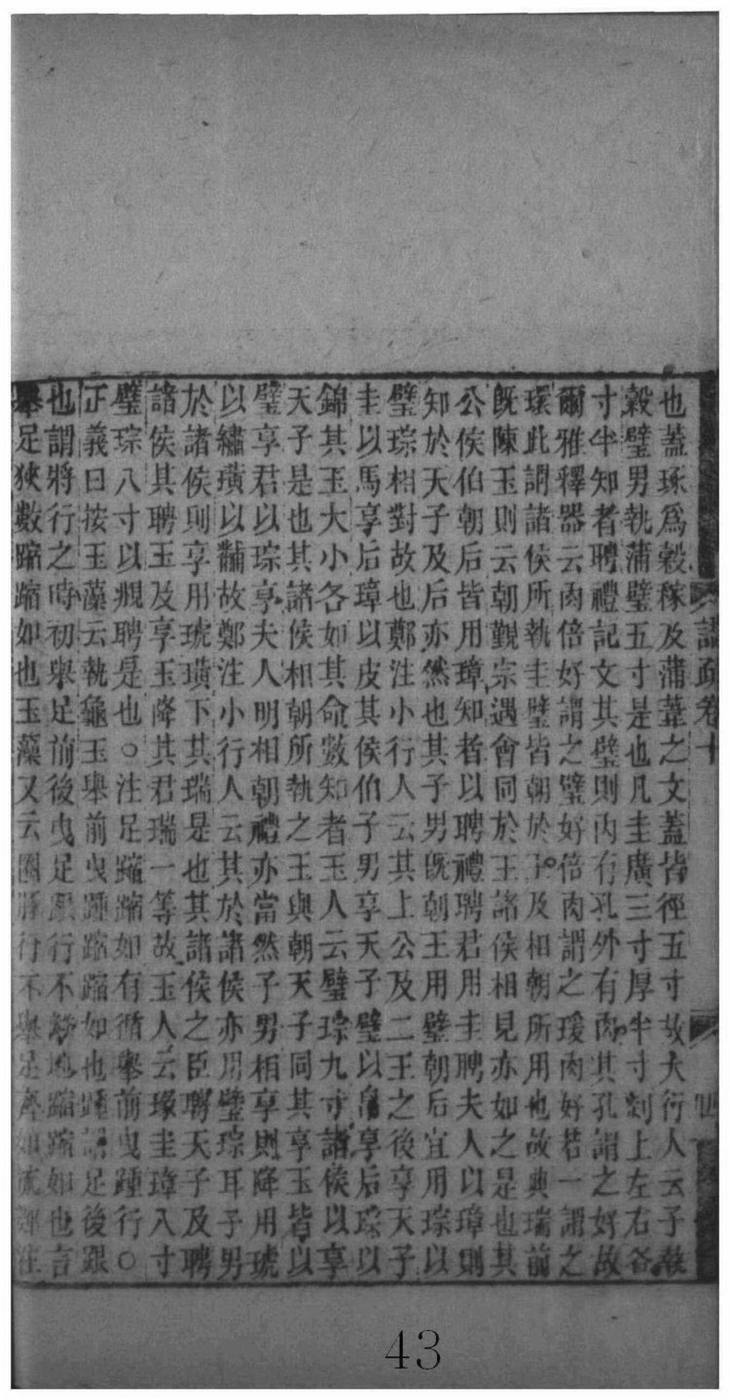 語疏卷十 四
也蓋琢爲穀稼及蒲葦之文蓋皆徑五寸故大行人云子執
穀璧男執蒲璧五寸是也凡圭廣三寸厚半寸剡上左右各
寸半知者聘禮記文其璧則內有孔外有肉其孔謂之好故
爾雅釋器云肉倍好謂之璧好倍肉謂之瑗肉好若一謂之
環此謂諸侯所執圭璧皆朝於王及相朝所用也故典瑞前
旣陳玉則云朝覲宗遇會同於王諸侯相見亦如之是也其
公侯伯朝后皆用璋知者以聘禮聘君用圭聘夫人以璋則
知於天子及后亦然也其子男旣朝王用璧朝后宜用琮以
璧琮相對故也鄭注小行人云其上公及二王之後享天子
圭以馬享后璋以皮其侯伯子男享天子璧以帛享后琮以
錦其玉大小各如其命數知者玉人云璧琮九寸諸侯以享
天子是也其諸侯相朝所執之玉與朝天子同其享玉皆以
璧享君以琮享夫人明相朝禮亦當然子男相享則降用琥
以繡璜以黼故鄭注小行人云其於諸侯亦用璧琮耳子男
於諸侯則享用琥璜下其瑞是也其諸侯之臣聘天子及聘
諸侯其聘玉及享玉降其君瑞一等故玉人云瑑圭璋八寸
璧琮八寸以覜聘是也○注足蹜蹜如有循舉前曳踵行○
正義曰按玉藻云執龜玉舉前曳踵蹜蹜如也踵謂足後跟
也謂將行之時初舉足前後曳足跟行不離地蹜蹜如也言
舉足狹數蹜蹜如也玉藻又云圈豚行不舉足齊如流鄭注
43